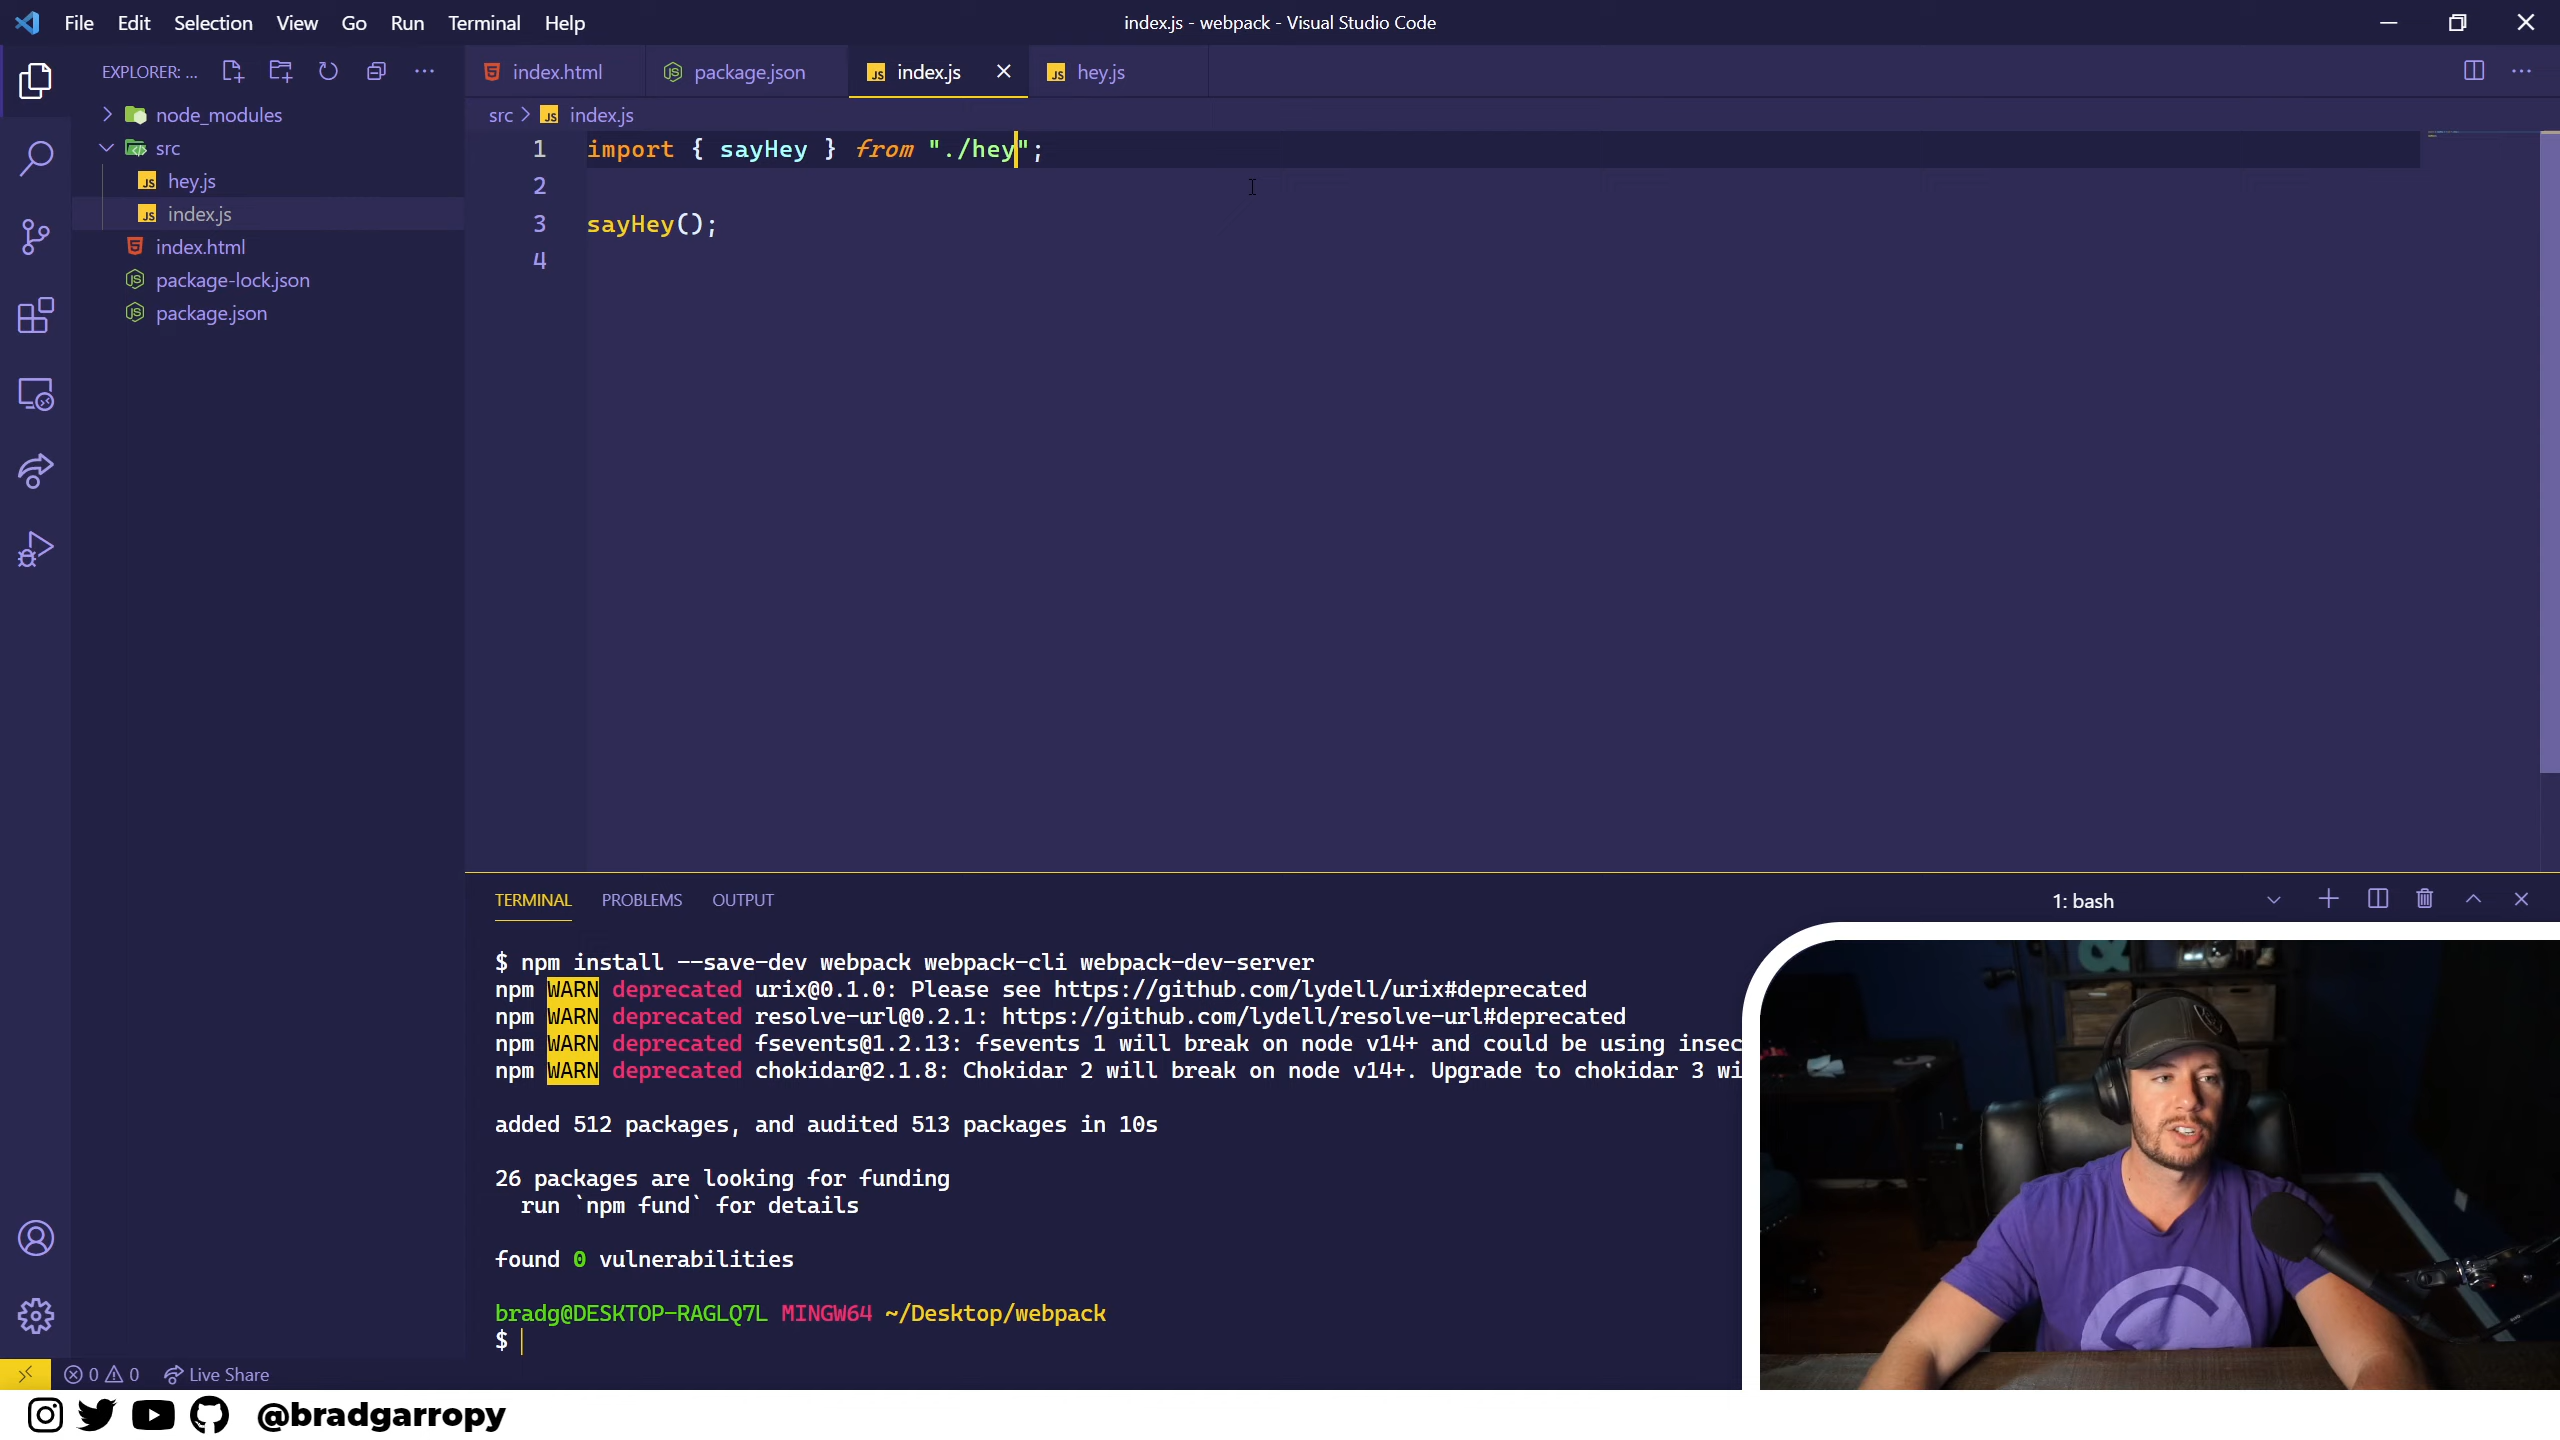 File Edit Selection View Go Run Terminal Help
index.js - webpack - Visual Studio Code
EXPLORER: ...
node_modules
src
hey.js
index.js
index.html
package-lock.json
package.json
index.html package.json index.js hey.js
src > index.js
1 import { sayHey } from "./hey";
2
3 sayHey();
4
TERMINAL PROBLEMS OUTPUT
1: bash
$ npm install --save-dev webpack webpack-cli webpack-dev-server
npm WARN deprecated urix@0.1.0: Please see https://github.com/lydell/urix#deprecated
npm WARN deprecated resolve-url@0.2.1: https://github.com/lydell/resolve-url#deprecated
npm WARN deprecated fsevents@1.2.13: fsevents 1 will break on node v14+ and could be using insec
npm WARN deprecated chokidar@2.1.8: Chokidar 2 will break on node v14+. Upgrade to chokidar 3 wi
added 512 packages, and audited 513 packages in 10s
26 packages are looking for funding
run `npm fund` for details
found 0 vulnerabilities
bradg@DESKTOP-RAGLQ7L MINGW64 ~/Desktop/webpack
$
0 0 Live Share
@bradgarropy